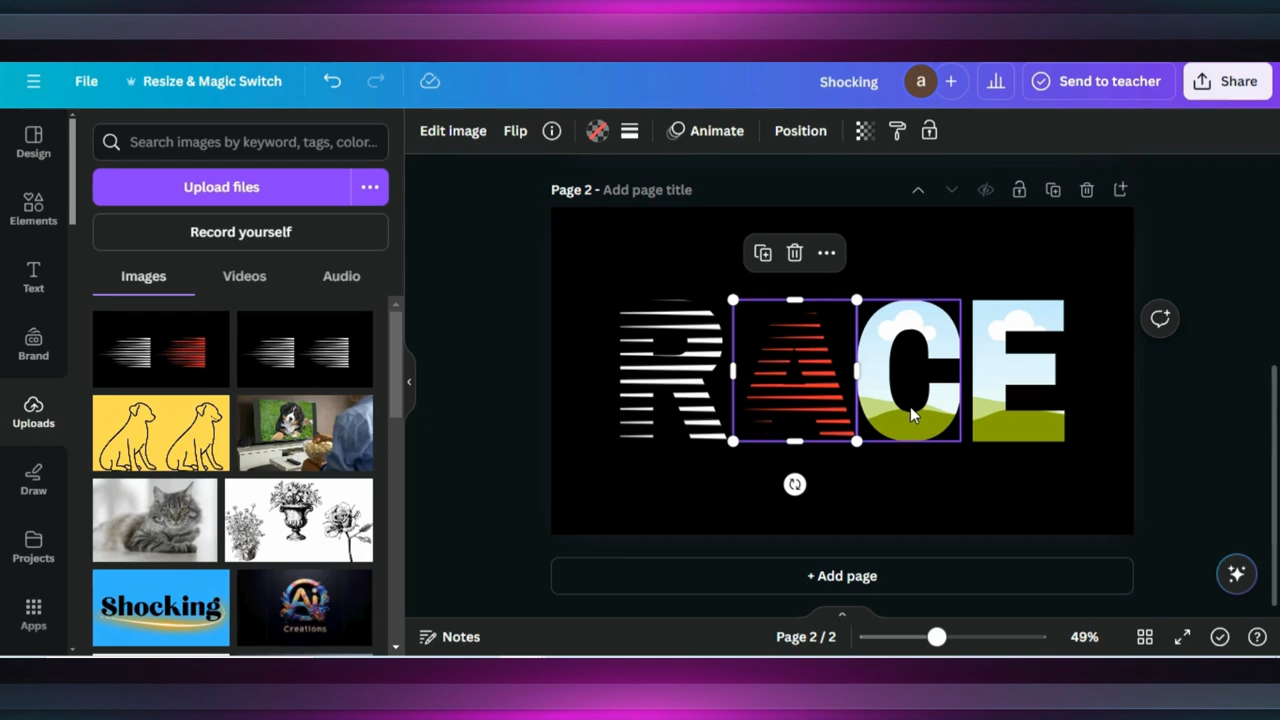 File
Resize & Magic Switch
Shocking
a
Send to teacher
Share
Design
Elements
Text
Brand
Uploads
Draw
Projects
Apps
Search images by keyword, tags, color...
Upload files
Record yourself
Images
Videos
Audio
Shocking
Ai
Creations
Edit image
Flip
Animate
Position
Page 2 - Add page title
RACE
+ Add page
Notes
Page 2 / 2
49%